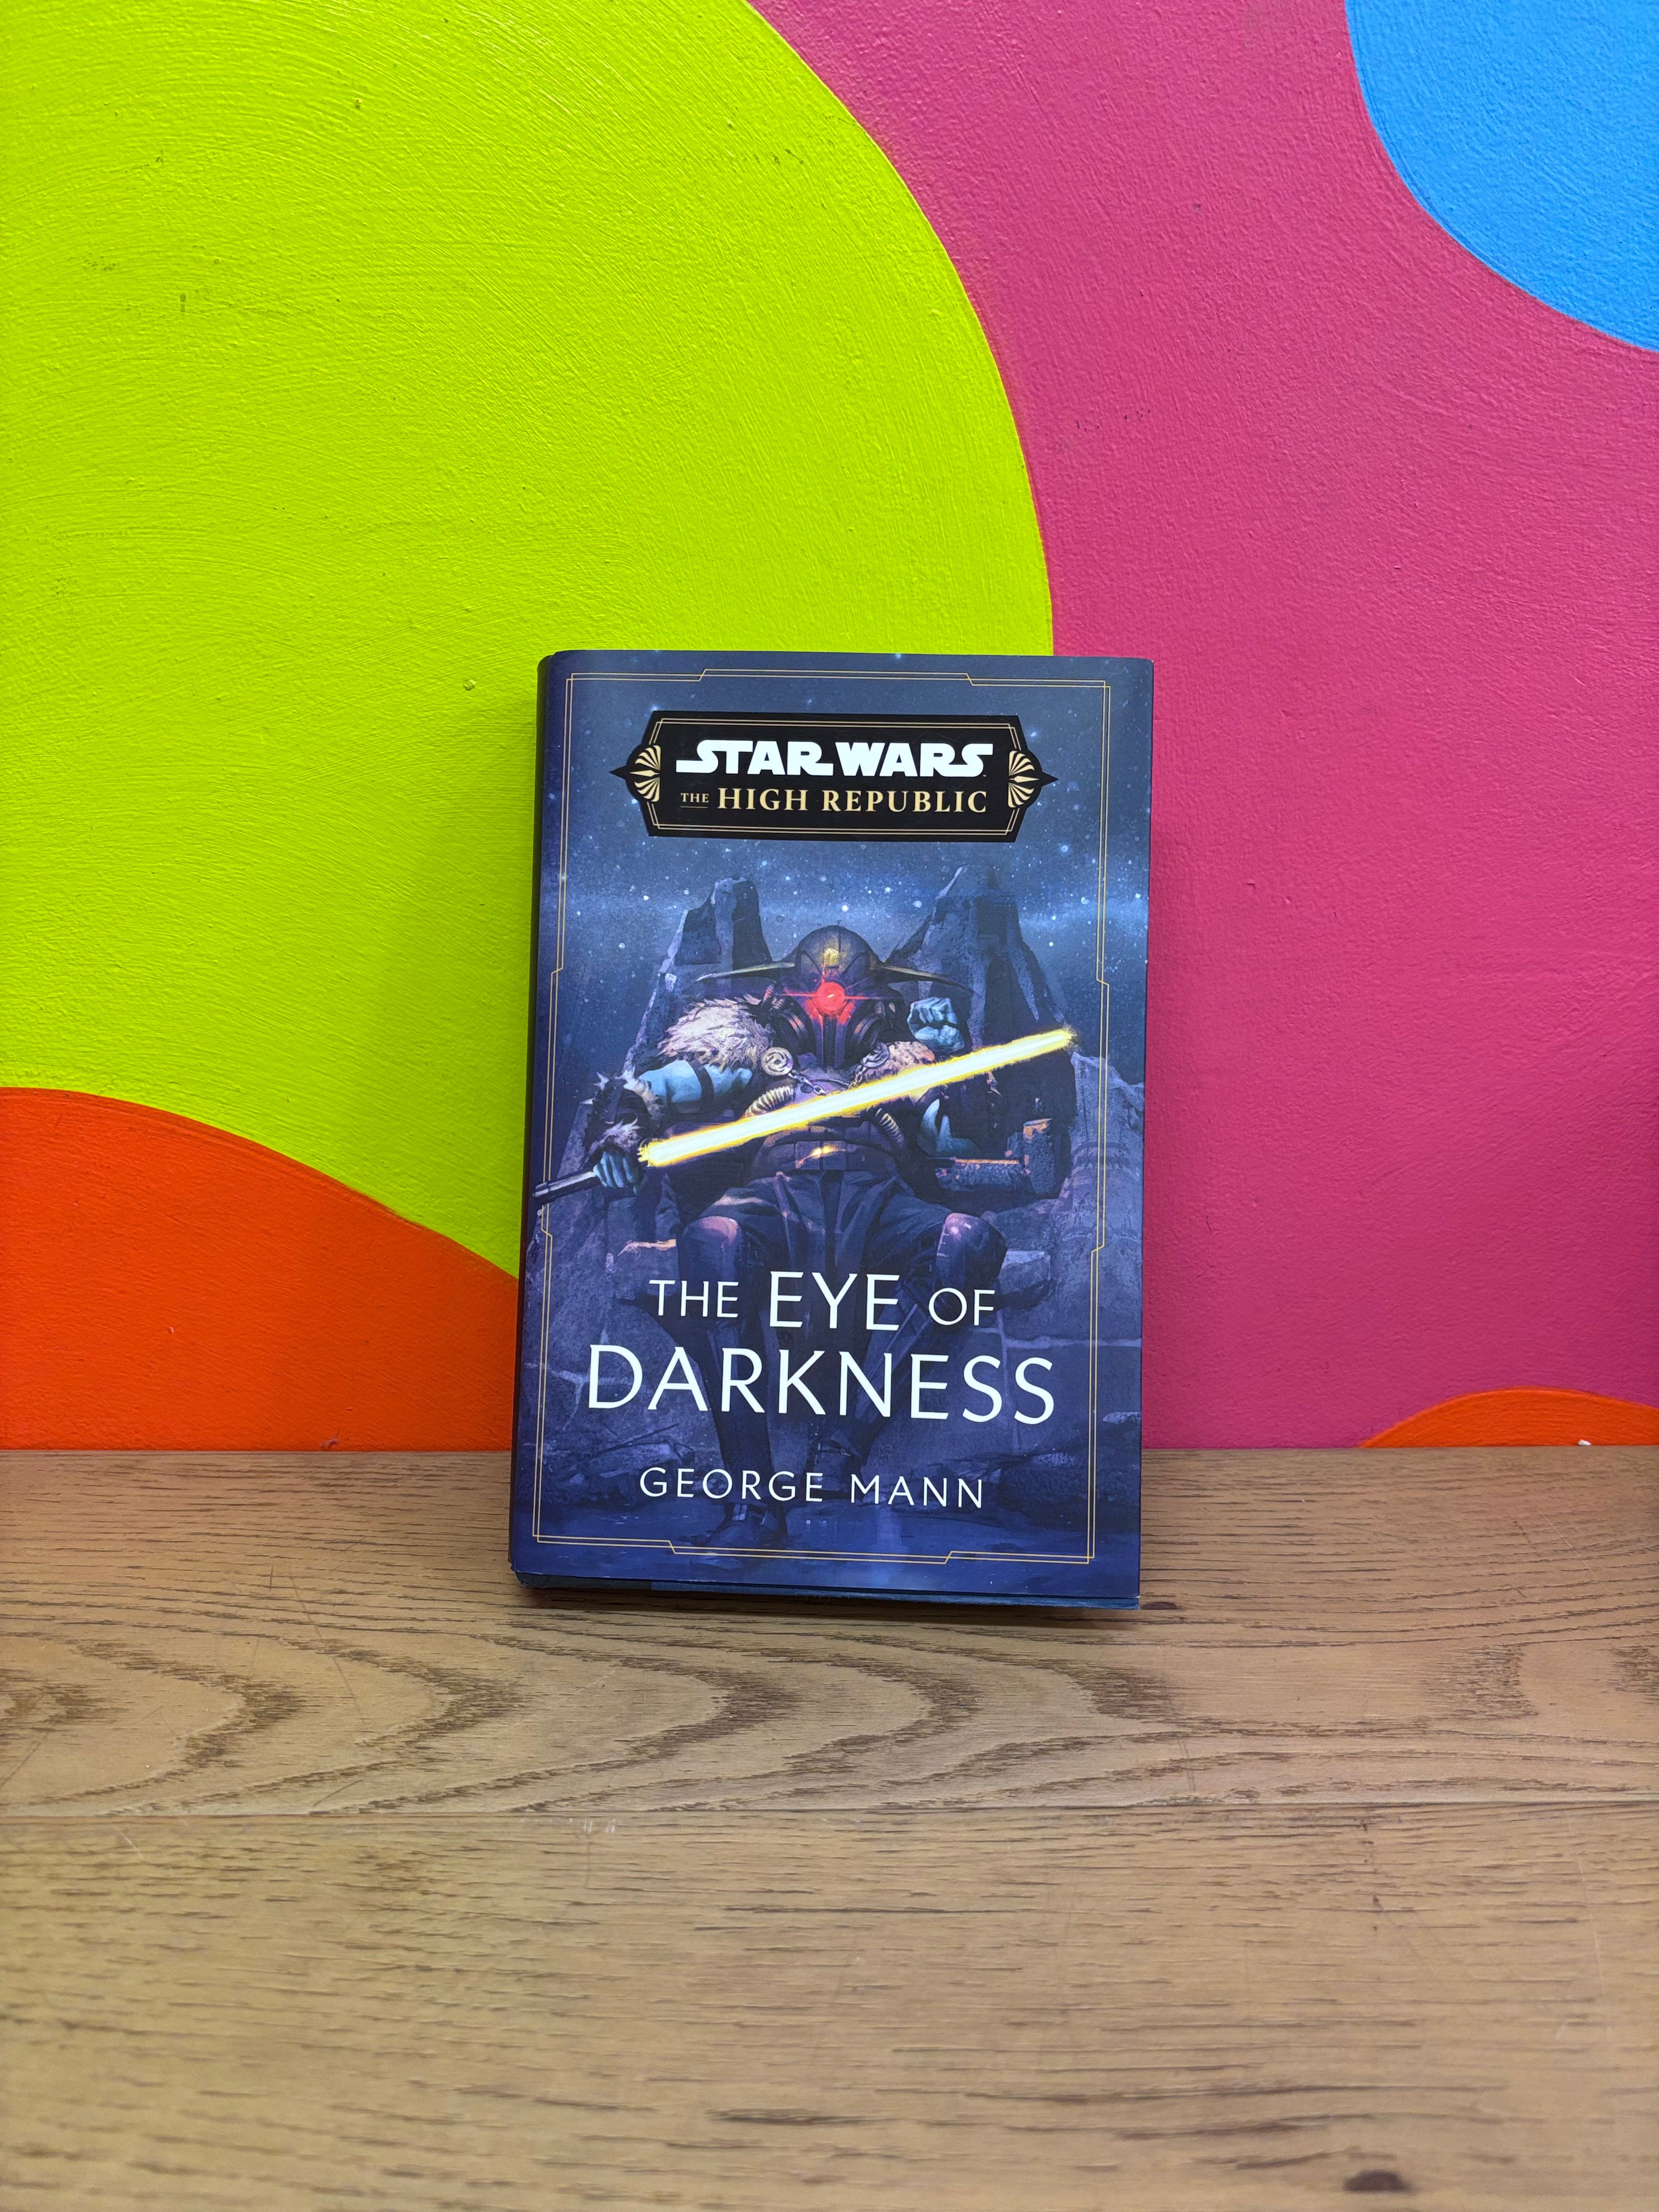 STAR WARS
THE HIGH REPUBLIC
THE EYE OF
DARKNESS
GEORGE MANN